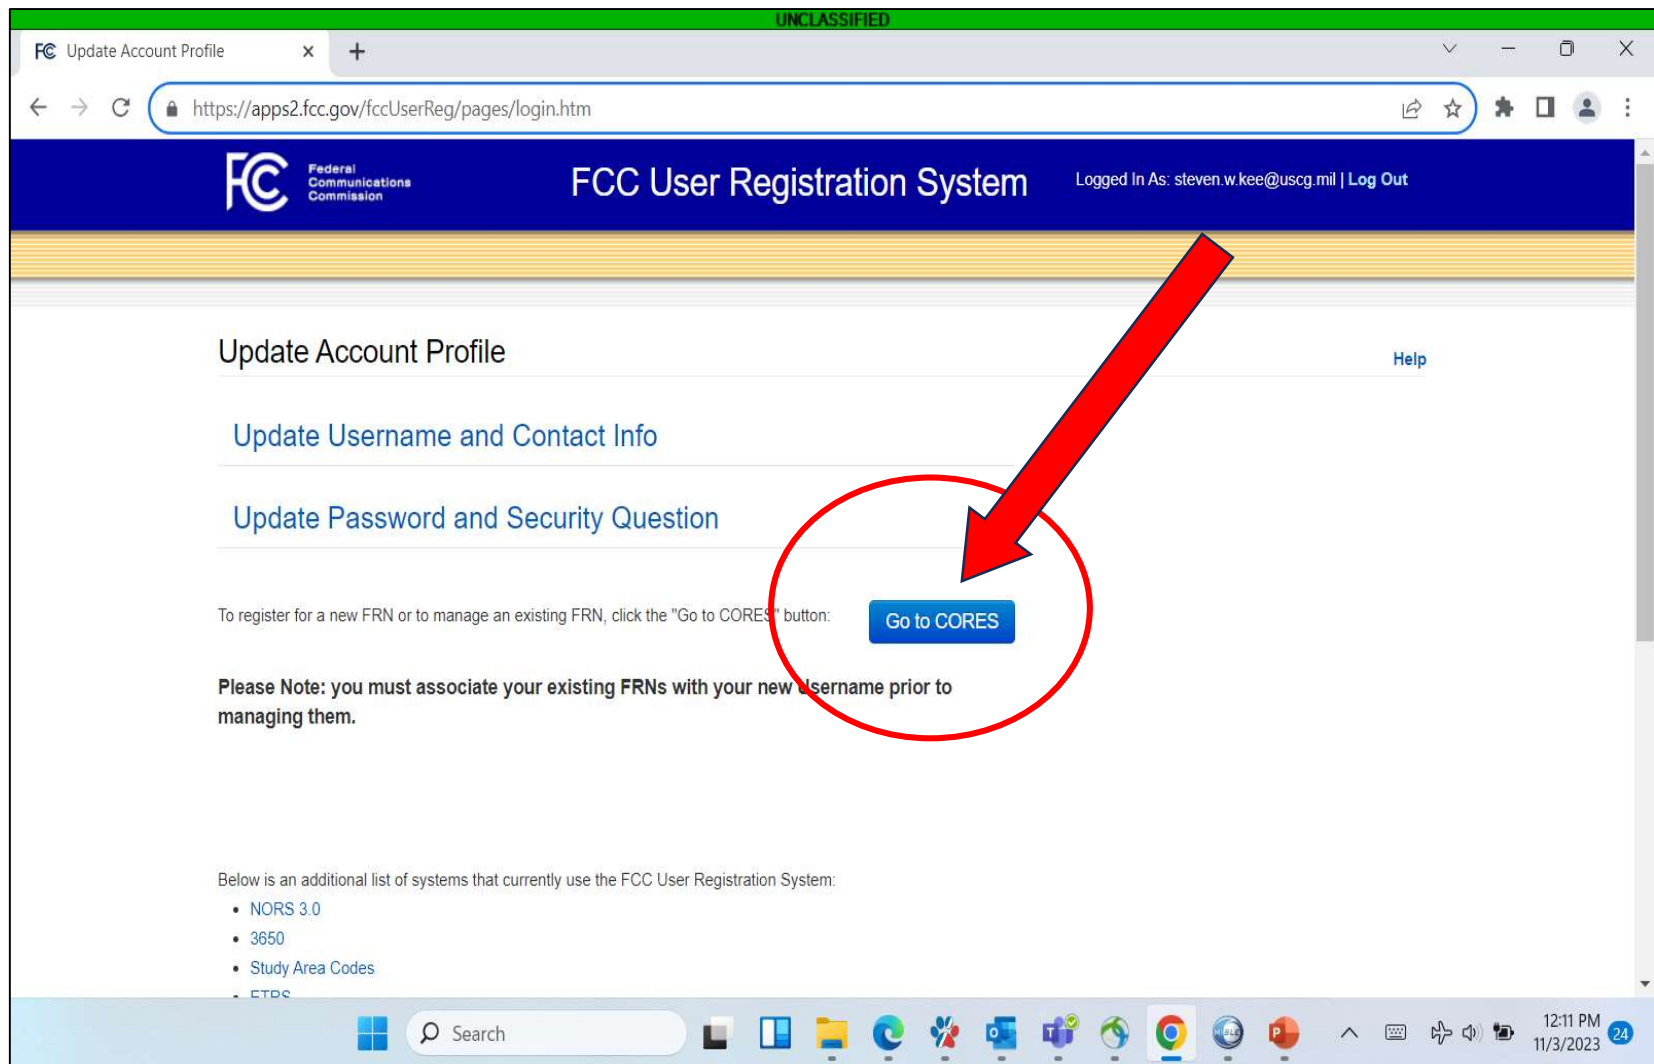 UNCLASSIFIED
Update Account Profile
https://apps2.fcc.gov/fccUserReg/pages/login.htm
FCC
Federal
Communications
Commission
FCC User Registration System
Logged In As: steven.w.kee@uscg.mil | Log Out
Update Account Profile
Help
Update Username and Contact Info
Update Password and Security Question
To register for a new FRN or to manage an existing FRN, click the "Go to CORES" button:
Go to CORES
Please Note: you must associate your existing FRNs with your new Username prior to
managing them.
Below is an additional list of systems that currently use the FCC User Registration System:
• NORS 3.0
• 3650
• Study Area Codes
• ETRS
Search
12:11 PM
11/3/2023
24